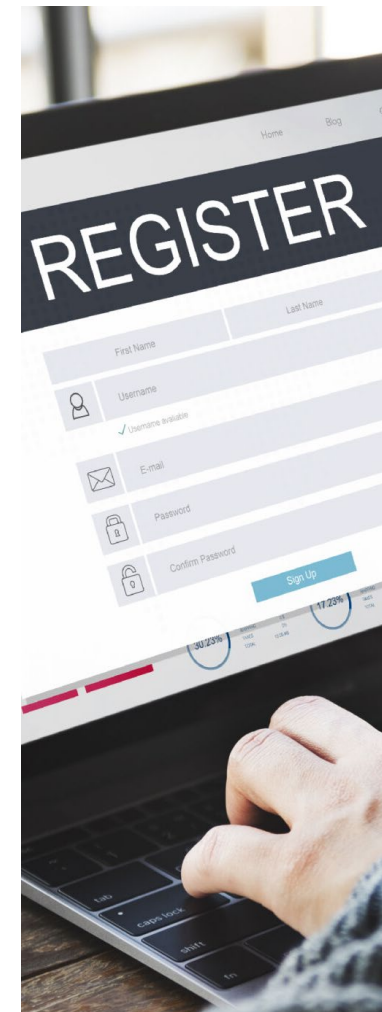 Home Blog
REGISTER
First Name Last Name
Username
Username available
E-mail
Password
Confirm Password
Sign Up
30.23%
17.23%
tab
caps lock
shift
fn